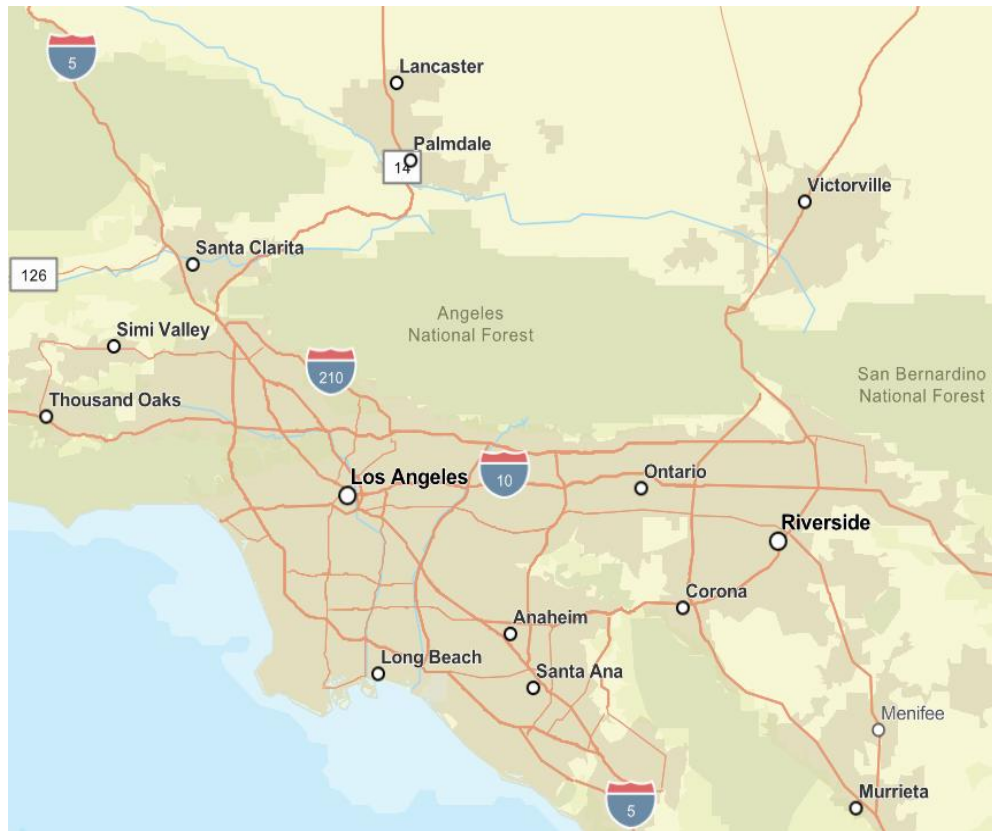 5
Lancaster
Palmdale
14
Victorville
Santa Clarita
126
Angeles
National Forest
Simi Valley
210
San Bernardino
National Forest
Thousand Oaks
Los Angeles
10
Ontario
Riverside
Corona
Anaheim
Long Beach
Santa Ana
Menifee
5
Murrieta